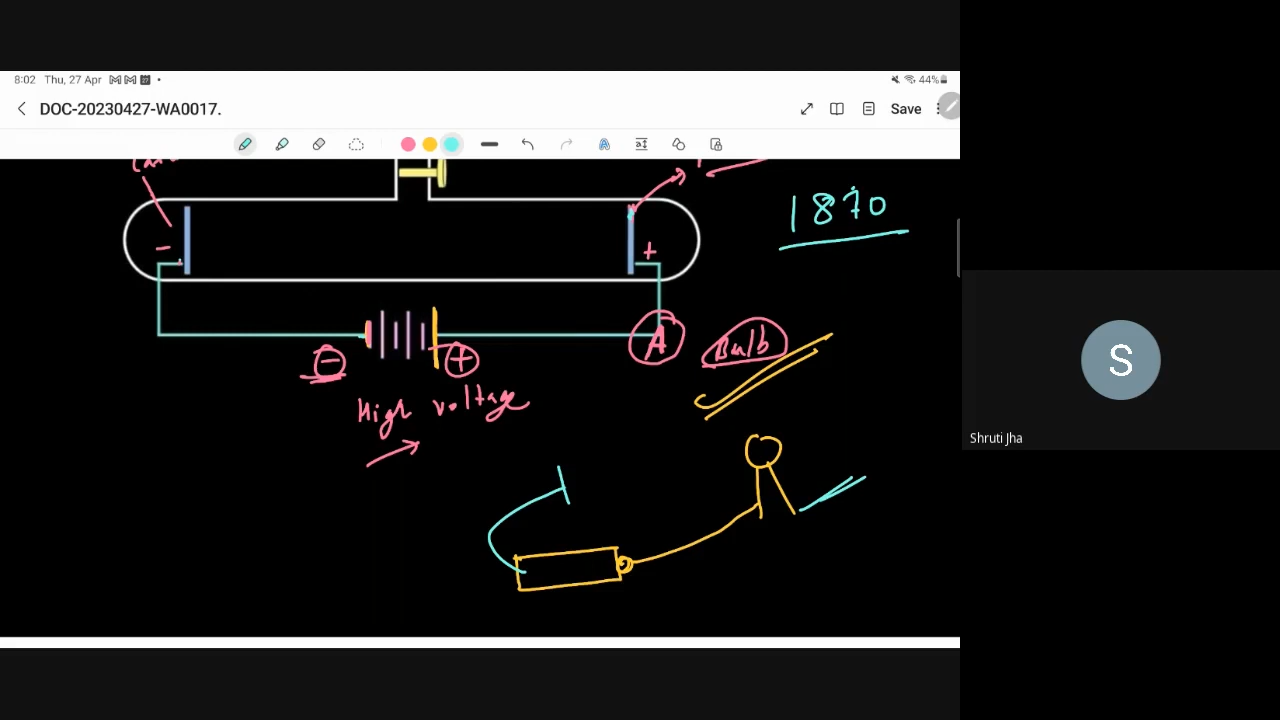 8:02 Thu, 27 Apr 44%
DOC-20230427-WA0017.
Save
1870
-
+
A
Bulb
- +
High voltage
S
Shruti Jha